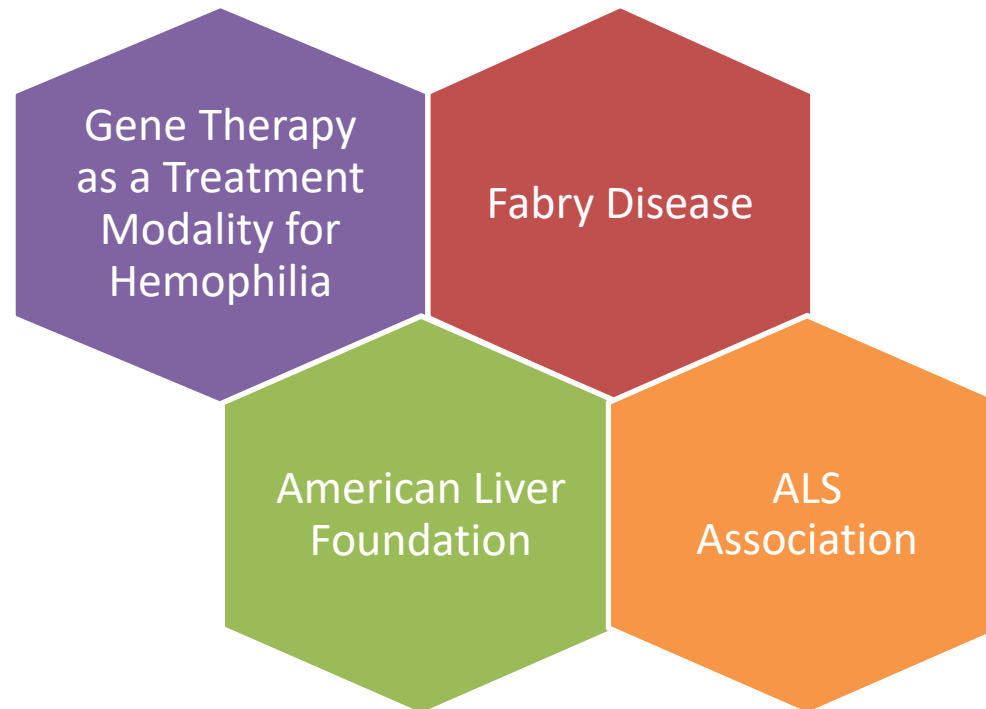 Gene Therapy
as a Treatment
Modality for
Hemophilia
Fabry Disease
American Liver
Foundation
ALS
Association